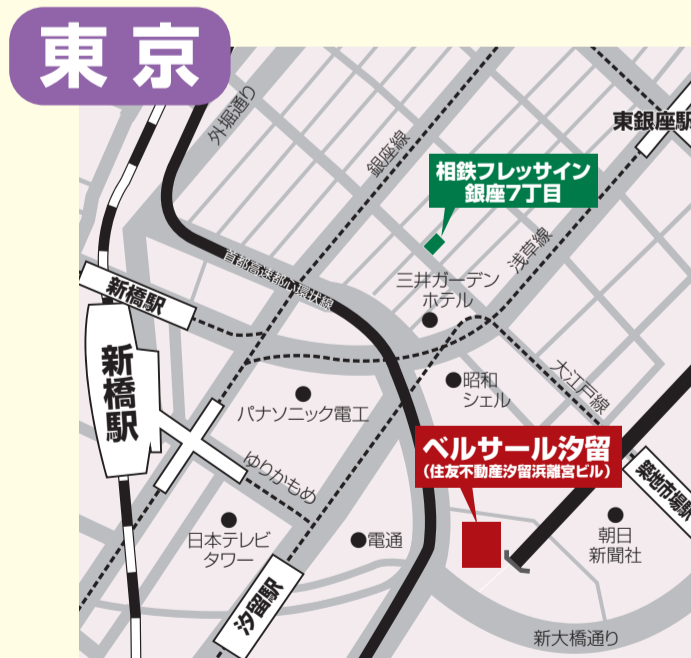 東京
外堀通り
銀座線
東銀座駅
相鉄フレッサイン
銀座7丁目
浅草線
首都高速都心環状線
三井ガーデン
ホテル
新橋駅
新橋駅
大江戸線
昭和
シェル
パナソニック電工
ベルサール汐留
(住友不動産汐留浜離宮ビル)
ゆりかもめ
築地市場駅
日本テレビ
タワー
電通
朝日
新聞社
汐留駅
新大橋通り